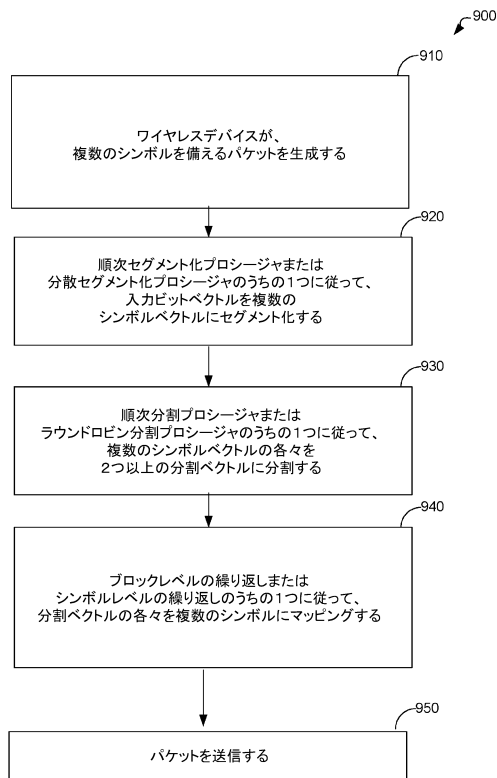 900
910
ワイヤレスデバイスが、
複数のシンボルを備えるパケットを生成する
920
順次セグメント化プロシージャまたは
分散セグメント化プロシージャのうちの1つに従って、
入力ビットベクトルを複数の
シンボルベクトルにセグメント化する
930
順次分割プロシージャまたは
ラウンドロビン分割プロシージャのうちの1つに従って、
複数のシンボルベクトルの各々を
2つ以上の分割ベクトルに分割する
940
ブロックレベルの繰り返しまたは
シンボルレベルの繰り返しのうちの1つに従って、
分割ベクトルの各々を複数のシンボルにマッピングする
950
パケットを送信する